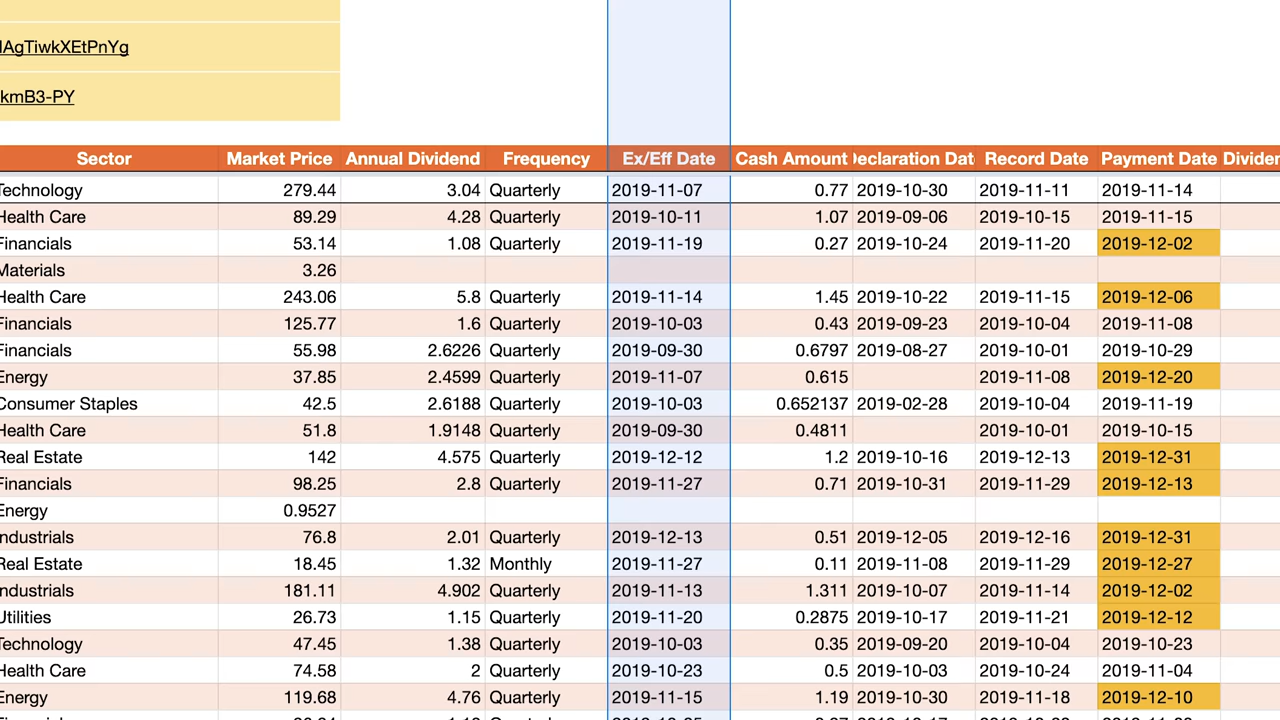 lAgTiwkXEtPnYg
kmB3-PY
Sector Market Price Annual Dividend Frequency Ex/Eff Date Cash Amount Declaration Dat Record Date Payment Date Divider
Technology 279.44 3.04 Quarterly 2019-11-07 0.77 2019-10-30 2019-11-11 2019-11-14
Health Care 89.29 4.28 Quarterly 2019-10-11 1.07 2019-09-06 2019-10-15 2019-11-15
Financials 53.14 1.08 Quarterly 2019-11-19 0.27 2019-10-24 2019-11-20 2019-12-02
Materials 3.26
Health Care 243.06 5.8 Quarterly 2019-11-14 1.45 2019-10-22 2019-11-15 2019-12-06
Financials 125.77 1.6 Quarterly 2019-10-03 0.43 2019-09-23 2019-10-04 2019-11-08
Financials 55.98 2.6226 Quarterly 2019-09-30 0.6797 2019-08-27 2019-10-01 2019-10-29
Energy 37.85 2.4599 Quarterly 2019-11-07 0.615 2019-11-08 2019-12-20
Consumer Staples 42.5 2.6188 Quarterly 2019-10-03 0.652137 2019-02-28 2019-10-04 2019-11-19
Health Care 51.8 1.9148 Quarterly 2019-09-30 0.4811 2019-10-01 2019-10-15
Real Estate 142 4.575 Quarterly 2019-12-12 1.2 2019-10-16 2019-12-13 2019-12-31
Financials 98.25 2.8 Quarterly 2019-11-27 0.71 2019-10-31 2019-11-29 2019-12-13
Energy 0.9527
Industrials 76.8 2.01 Quarterly 2019-12-13 0.51 2019-12-05 2019-12-16 2019-12-31
Real Estate 18.45 1.32 Monthly 2019-11-27 0.11 2019-11-08 2019-11-29 2019-12-27
Industrials 181.11 4.902 Quarterly 2019-11-13 1.311 2019-10-07 2019-11-14 2019-12-02
Utilities 26.73 1.15 Quarterly 2019-11-20 0.2875 2019-10-17 2019-11-21 2019-12-12
Technology 47.45 1.38 Quarterly 2019-10-03 0.35 2019-09-20 2019-10-04 2019-10-23
Health Care 74.58 2 Quarterly 2019-10-23 0.5 2019-10-03 2019-10-24 2019-11-04
Energy 119.68 4.76 Quarterly 2019-11-15 1.19 2019-10-30 2019-11-18 2019-12-10